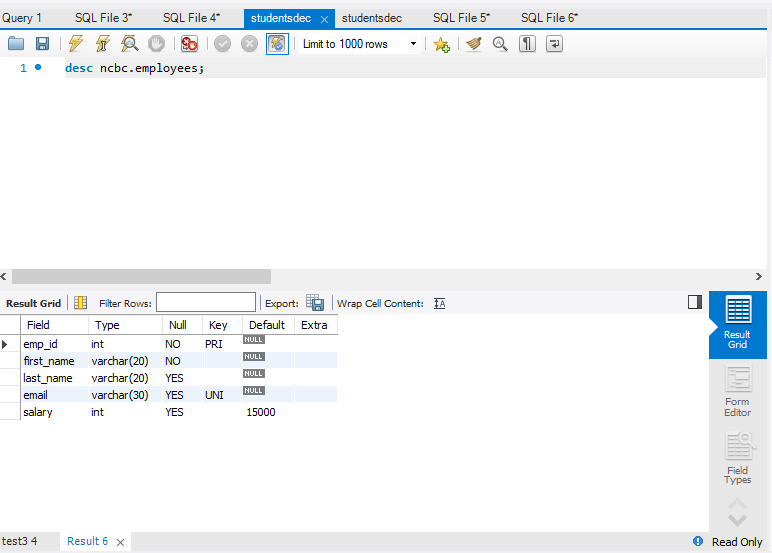 Query 1 SQL File 3* SQL File 4* studentsdec studentsdec SQL File 5* SQL File 6*
Limit to 1000 rows
1 desc ncbc.employees;
Result Grid Filter Rows: Export: Wrap Cell Content:
Field Type Null Key Default Extra
emp_id int NO PRI NULL
first_name varchar(20) NO NULL
last_name varchar(20) YES NULL
email varchar(30) YES UNI NULL
salary int YES 15000
Result
Grid
Form
Editor
Field
Types
test3 4 Result 6 Read Only